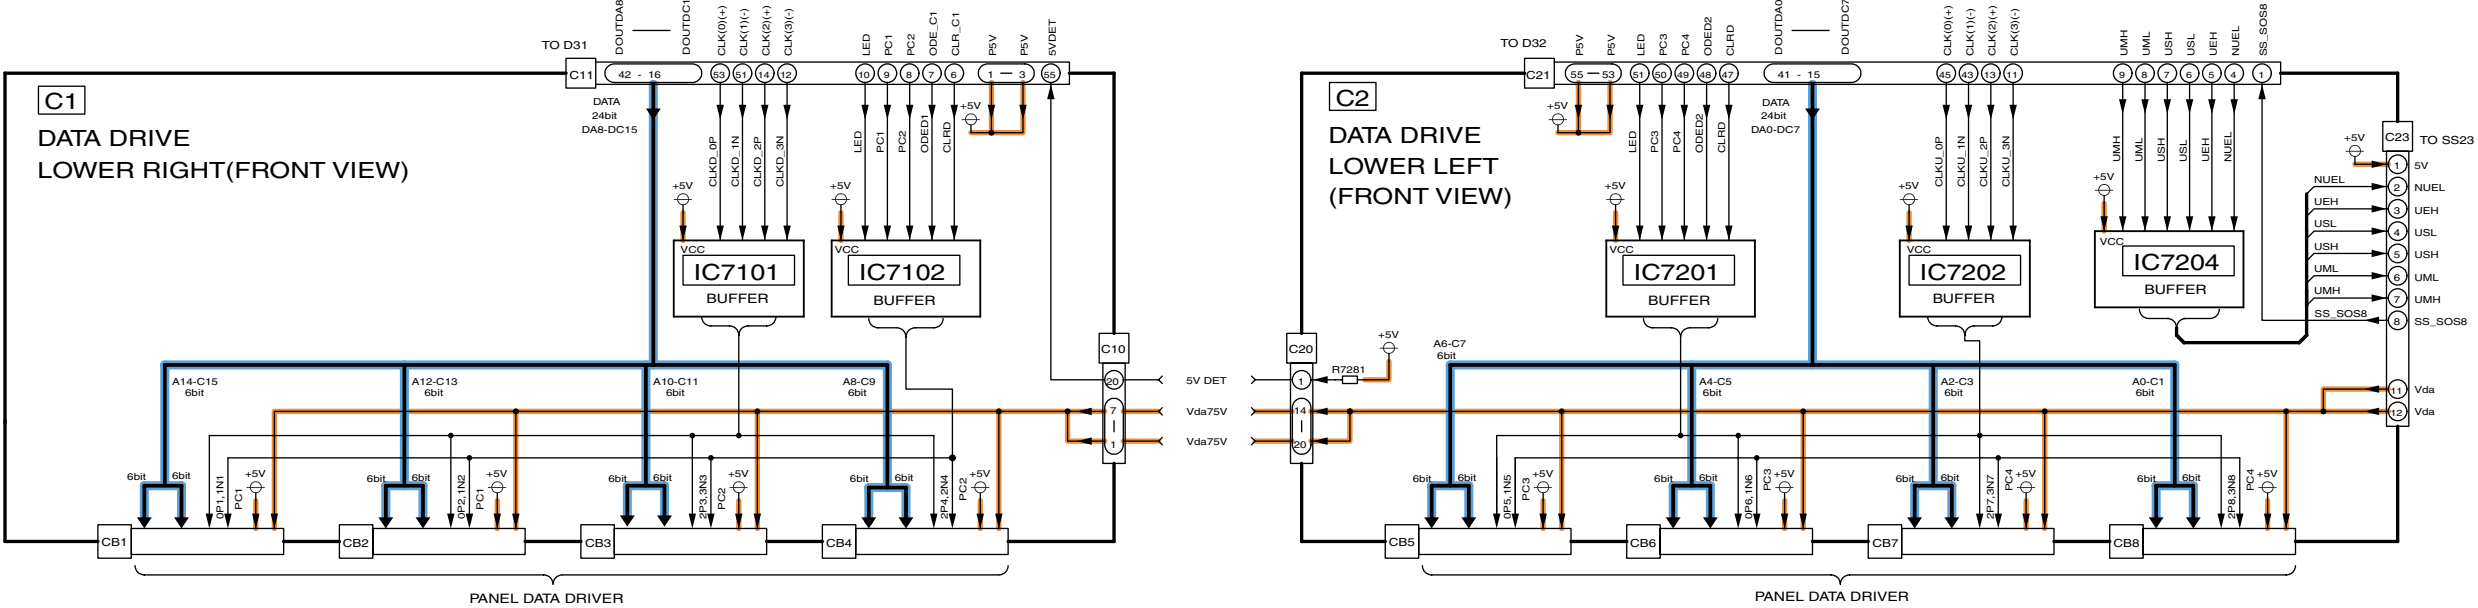 TO D31
C11
DOUTDA8
DOUTDC1
CLK(0)(+)
CLK(1)(-)
CLK(2)(+)
CLK(3)(-)
LED
PC1
PC2
ODE_C1
CLR_C1
P5V
P5V
5VDET
42 - 16
53
51
14
12
10
9
8
7
6
1
3
55
C1
DATA DRIVE
LOWER RIGHT(FRONT VIEW)
DATA
24bit
DA8-DC15
CLKD_0P
CLKD_1N
CLKD_2P
CLKD_3N
LED
PC1
PC2
ODED1
CLRD
+5V
+5V
VCC
IC7101
BUFFER
+5V
VCC
IC7102
BUFFER
A14-C15
6bit
A12-C13
6bit
A10-C11
6bit
A8-C9
6bit
C10
20
7
1
5V DET
Vda75V
Vda75V
6bit
6bit
0P1,1N1
PC1
+5V
6bit
6bit
0P2,1N2
PC1
+5V
6bit
6bit
2P3,3N3
PC2
+5V
6bit
6bit
2P4,2N4
PC2
+5V
CB1
CB2
CB3
CB4
PANEL DATA DRIVER
TO D32
C21
P5V
P5V
LED
PC3
PC4
ODED2
CLRD
DOUTDA0
DOUTDC7
CLK(0)(+)
CLK(1)(-)
CLK(2)(+)
CLK(3)(-)
UMH
UML
USH
USL
UEH
NUEL
SS_SOS8
55
53
51
50
49
48
47
41 - 15
45
43
13
11
9
8
7
6
5
4
1
C2
DATA DRIVE
LOWER LEFT
(FRONT VIEW)
+5V
LED
PC3
PC4
ODED2
CLRD
DATA
24bit
DA0-DC7
CLKU_0P
CLKU_1N
CLKU_2P
CLKU_3N
UMH
UML
USH
USL
UEH
NUEL
+5V
VCC
IC7201
BUFFER
+5V
VCC
IC7202
BUFFER
+5V
VCC
IC7204
BUFFER
C23
TO SS23
+5V
1
5V
NUEL
2
NUEL
UEH
3
UEH
USL
4
USL
USH
5
USH
UML
6
UML
UMH
7
UMH
SS_SOS8
8
SS_SOS8
11
Vda
12
Vda
C20
1
14
20
R7281
+5V
A6-C7
6bit
A4-C5
6bit
A2-C3
6bit
A0-C1
6bit
6bit
6bit
0P5,1N5
PC3
+5V
6bit
6bit
0P6,1N6
PC3
+5V
6bit
6bit
2P7,3N7
PC4
+5V
6bit
6bit
2P8,3N8
PC4
+5V
CB5
CB6
CB7
CB8
PANEL DATA DRIVER